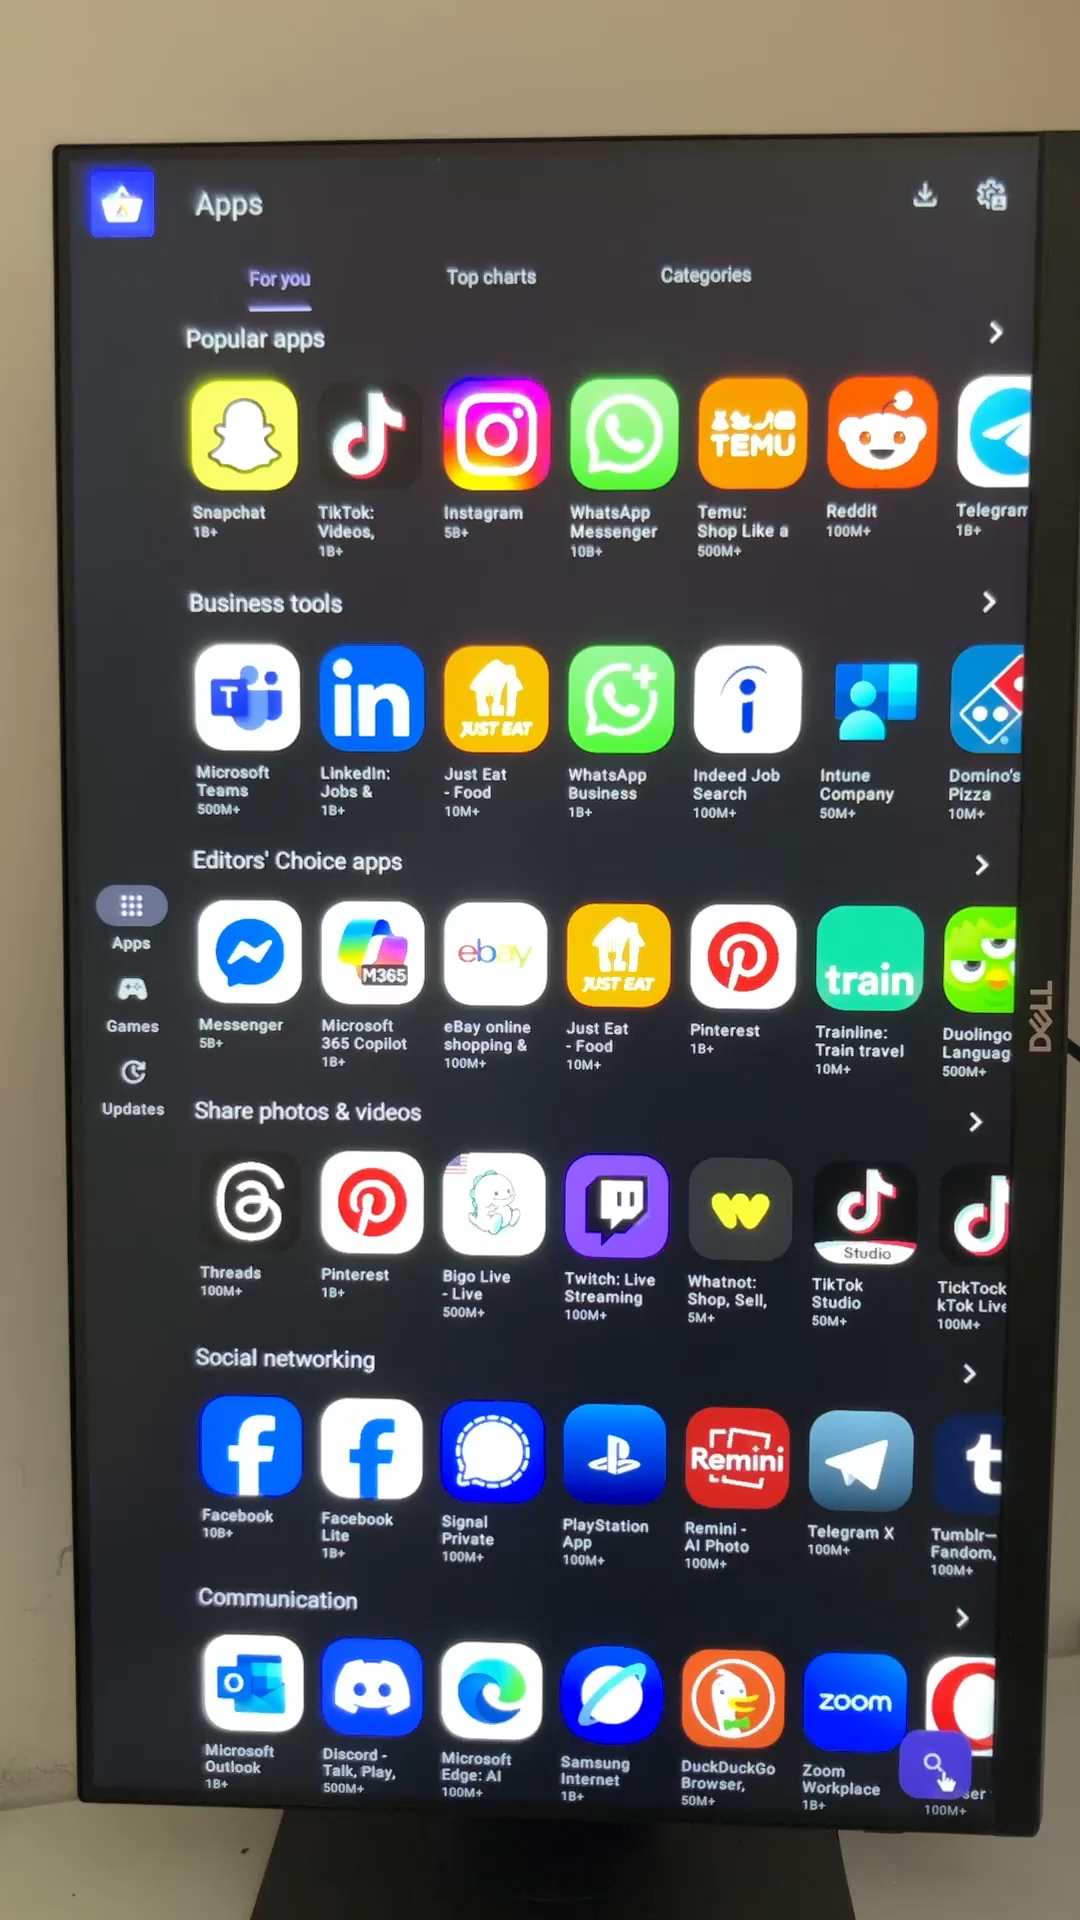 Apps
For you Top charts Categories
Popular apps
TEMU
Snapchat
1B+
TikTok:
Videos,
1B+
Instagram
5B+
WhatsApp
Messenger
10B+
Temu:
Shop Like a
500M+
Reddit
100M+
Telegram
1B+
Business tools
T
in
JUST EAT
Microsoft
Teams
500M+
LinkedIn:
Jobs &
1B+
Just Eat
- Food
10M+
WhatsApp
Business
1B+
Indeed Job
Search
100M+
Intune
Company
50M+
Domino's
Pizza
10M+
Editors' Choice apps
M365
ebay
JUST EAT
train
Messenger
5B+
Microsoft
365 Copilot
1B+
eBay online
shopping &
100M+
Just Eat
- Food
10M+
Pinterest
1B+
Trainline:
Train travel
10M+
Duolingo
Languag
500M+
Apps
Games
Updates
Share photos & videos
Studio
Threads
100M+
Pinterest
1B+
Bigo Live
- Live
500M+
Twitch: Live
Streaming
100M+
Whatnot:
Shop, Sell,
5M+
TikTok
Studio
50M+
TickTock
kTok Live
100M+
Social networking
f
f
Remini
t
Facebook
10B+
Facebook
Lite
1B+
Signal
Private
100M+
PlayStation
App
100M+
Remini -
AI Photo
100M+
Telegram X
100M+
Tumblr—
Fandom,
100M+
Communication
O
zoom
Microsoft
Outlook
1B+
Discord -
Talk, Play,
500M+
Microsoft
Edge: AI
100M+
Samsung
Internet
1B+
DuckDuckGo
Browser,
50M+
Zoom
Workplace
1B+
ser
100M+
DELL